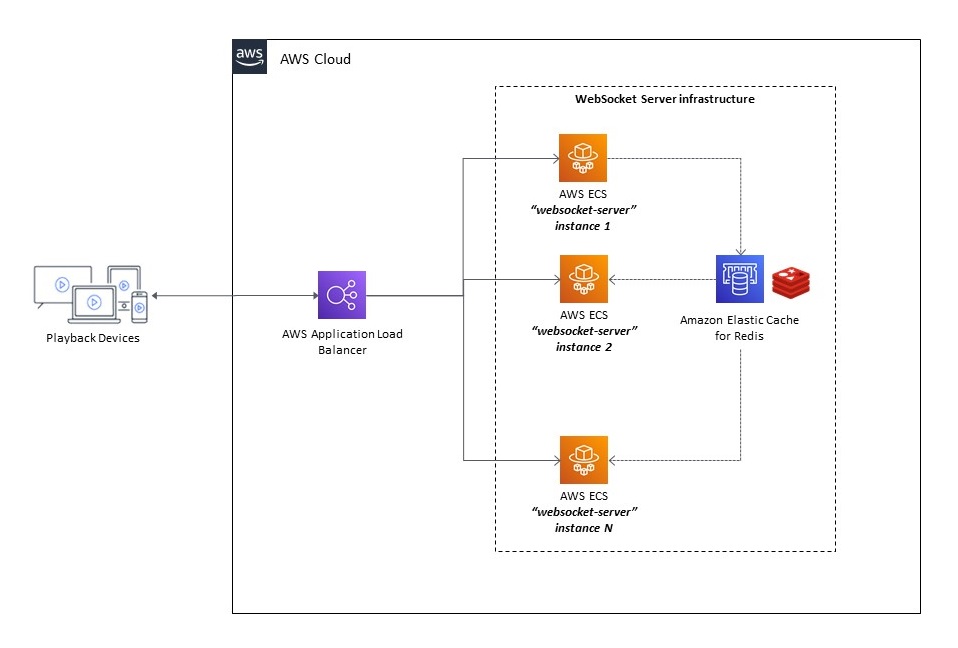 aws
AWS Cloud
WebSocket Server infrastructure
AWS ECS
“websocket-server”
instance 1
AWS ECS
“websocket-server”
instance 2
Playback Devices
AWS Application Load
Balancer
Amazon Elastic Cache
for Redis
AWS ECS
“websocket-server”
instance N